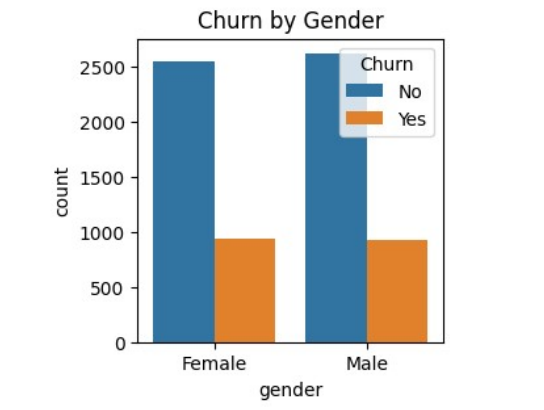 Churn by Gender
Churn
No
Yes
2500
2000
1500
1000
500
0
count
Female Male
gender